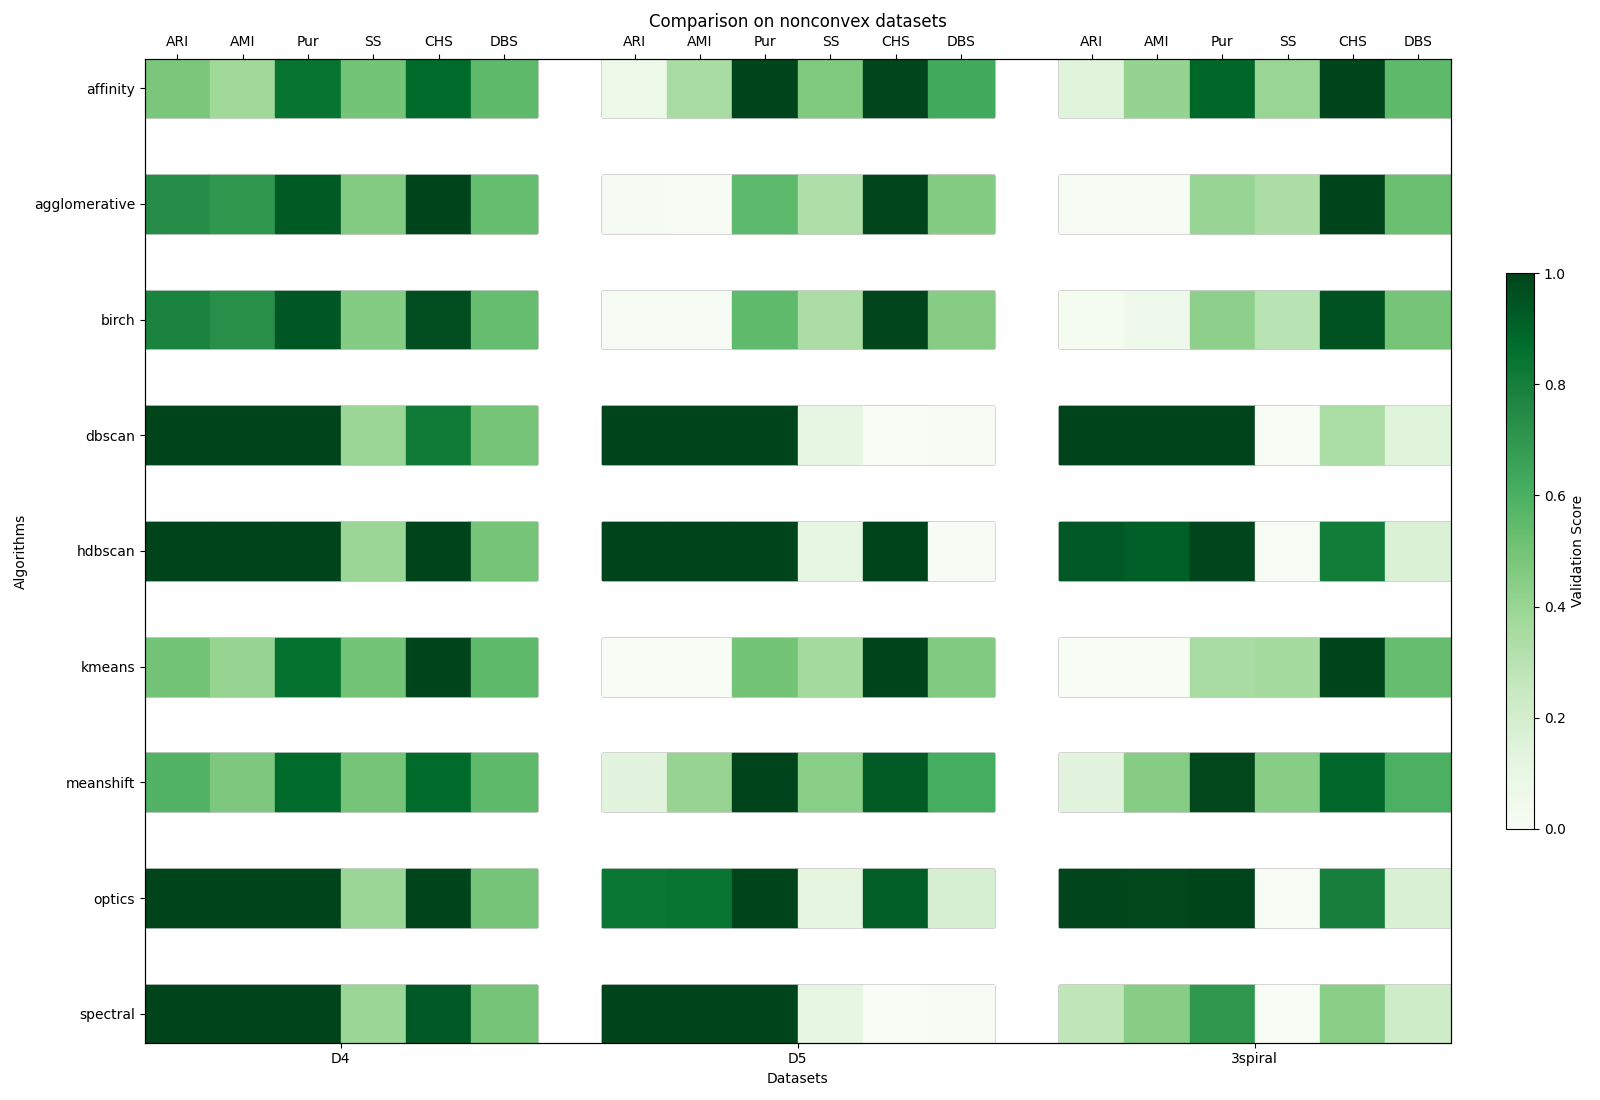 Comparison on nonconvex datasets
ARI AMI Pur SS CHS DBS ARI AMI Pur SS CHS DBS ARI AMI Pur SS CHS DBS
affinity
agglomerative
birch
dbscan
hdbscan
kmeans
meanshift
optics
spectral
Algorithms
D4 D5 3spiral
Datasets
1.0
0.8
0.6
0.4
0.2
0.0
Validation Score